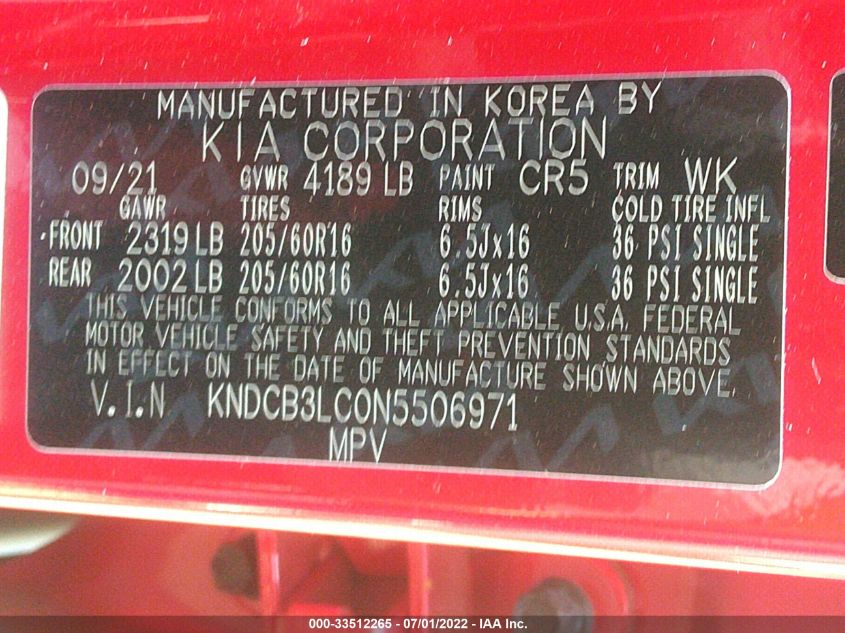 MANUFACTURED IN KOREA BY
KIA CORPORATION
09/21 GVWR 4189 LB PAINT CR5 TRIM WK
GAWR TIRES RIMS COLD TIRE INFL
FRONT 2319 LB 205/60R16 6.5Jx16 36 PSI SINGLE
REAR 2002 LB 205/60R16 6.5Jx16 36 PSI SINGLE
THIS VEHICLE CONFORMS TO ALL APPLICABLE U.S.A. FEDERAL
MOTOR VEHICLE SAFETY AND THEFT PREVENTION STANDARDS
IN EFFECT ON THE DATE OF MANUFACTURE SHOWN ABOVE.
V.I.N KNDCB3LC0N5506971
MPV
000-33512265 - 07/01/2022 - IAA Inc.